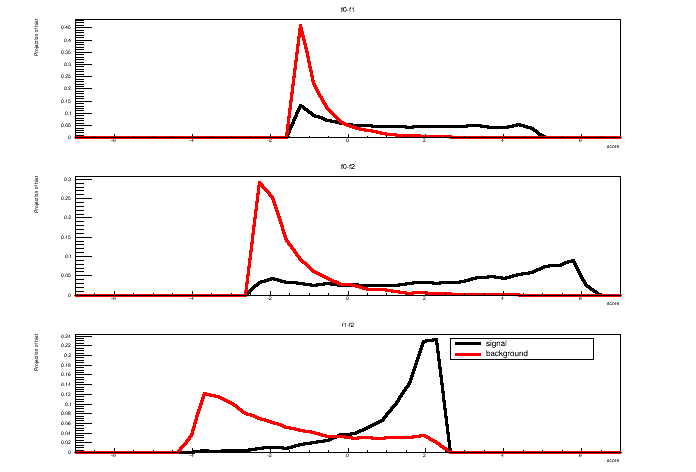 f0-f1
Projection of hist
0.45
0.4
0.35
0.3
0.25
0.2
0.15
0.1
0.05
0
-6 -4 -2 0 2 4 6
score
f0-f2
Projection of hist
0.3
0.25
0.2
0.15
0.1
0.05
0
-6 -4 -2 0 2 4 6
score
f1-f2
Projection of hist
0.24
0.22
0.2
0.18
0.16
0.14
0.12
0.1
0.08
0.06
0.04
0.02
0
signal
background
-6 -4 -2 0 2 4 6
score